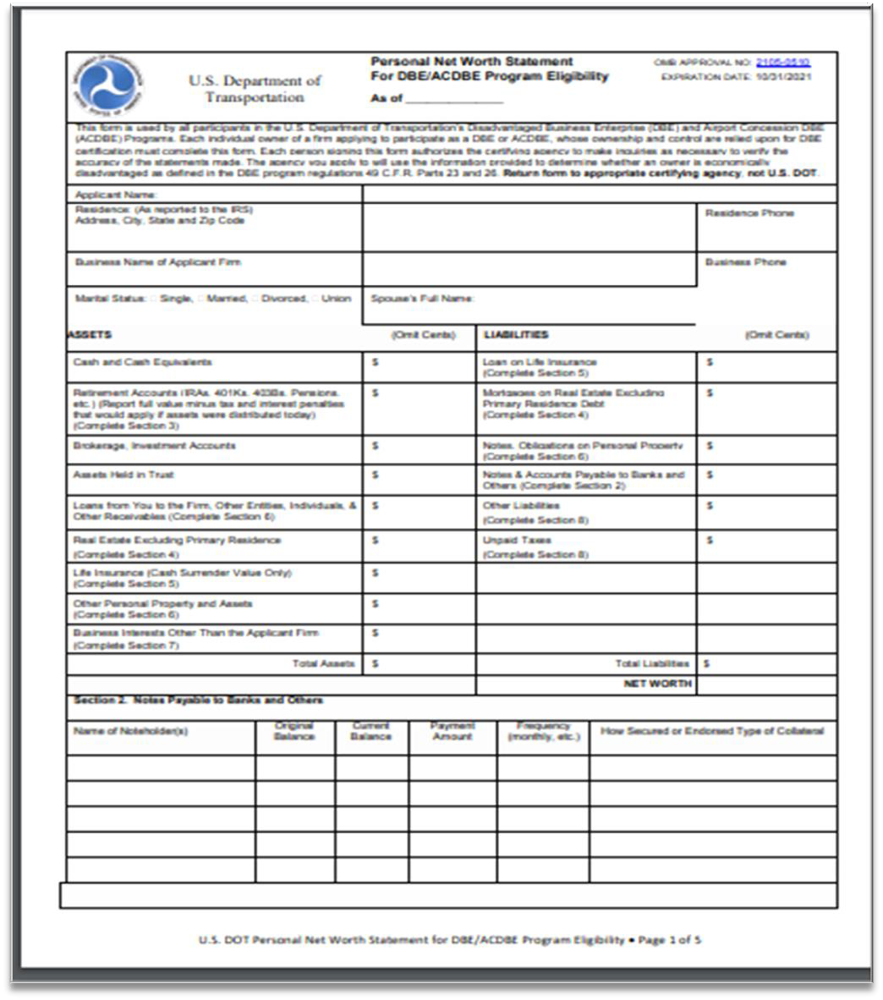 U.S. Department of
Transportation
Personal Net Worth Statement
For DBE/ACDBE Program Eligibility
As of ______________
OMB APPROVAL NO: 2105-0510
EXPIRATION DATE: 10/31/2021
This form is used by all participants in the U.S. Department of Transportation's Disadvantaged Business Enterprise (DBE) and Airport Concession DBE
(ACDBE) Programs. Each individual owner of a firm applying to participate as a DBE or ACDBE, whose ownership and control are relied upon for DBE
certification must complete this form. Each person signing this form authorizes the certifying agency to make inquiries as necessary to verify the
accuracy of the statements made. The agency you apply to will use the information provided to determine whether an owner is economically
disadvantaged as defined in the DBE program regulations 49 C.F.R. Parts 23 and 26. Return form to appropriate certifying agency, not U.S. DOT.
Applicant Name:
Residence: (As reported to the IRS)
Address, City, State and Zip Code
Residence Phone
Business Name of Applicant Firm
Business Phone
Marital Status: □ Single, □ Married, □ Divorced, □ Union
Spouse's Full Name:
ASSETS (Omit Cents) LIABILITIES (Omit Cents)
Cash and Cash Equivalents $
Loan on Life Insurance
(Complete Section 5) $
Retirement Accounts (IRAs, 401Ks, 403Bs, Pensions,
etc.) (Report full value minus tax and interest penalties
that would apply if assets were distributed today)
(Complete Section 3) $
Mortgages on Real Estate Excluding
Primary Residence Debt
(Complete Section 4) $
Brokerage, Investment Accounts $
Notes, Obligations on Personal Property
(Complete Section 6) $
Assets Held in Trust $
Notes & Accounts Payable to Banks and
Others (Complete Section 2) $
Loans from You to the Firm, Other Entities, Individuals, &
Other Receivables (Complete Section 6) $
Other Liabilities
(Complete Section 8) $
Real Estate Excluding Primary Residence
(Complete Section 4) $
Unpaid Taxes
(Complete Section 8) $
Life Insurance (Cash Surrender Value Only)
(Complete Section 5) $
Other Personal Property and Assets
(Complete Section 6) $
Business Interests Other Than the Applicant Firm
(Complete Section 7) $
Total Assets $ Total Liabilities $
NET WORTH
Section 2. Notes Payable to Banks and Others
Name of Noteholder(s)
Original
Balance
Current
Balance
Payment
Amount
Frequency
(monthly, etc.)
How Secured or Endorsed Type of Collateral
U.S. DOT Personal Net Worth Statement for DBE/ACDBE Program Eligibility • Page 1 of 5